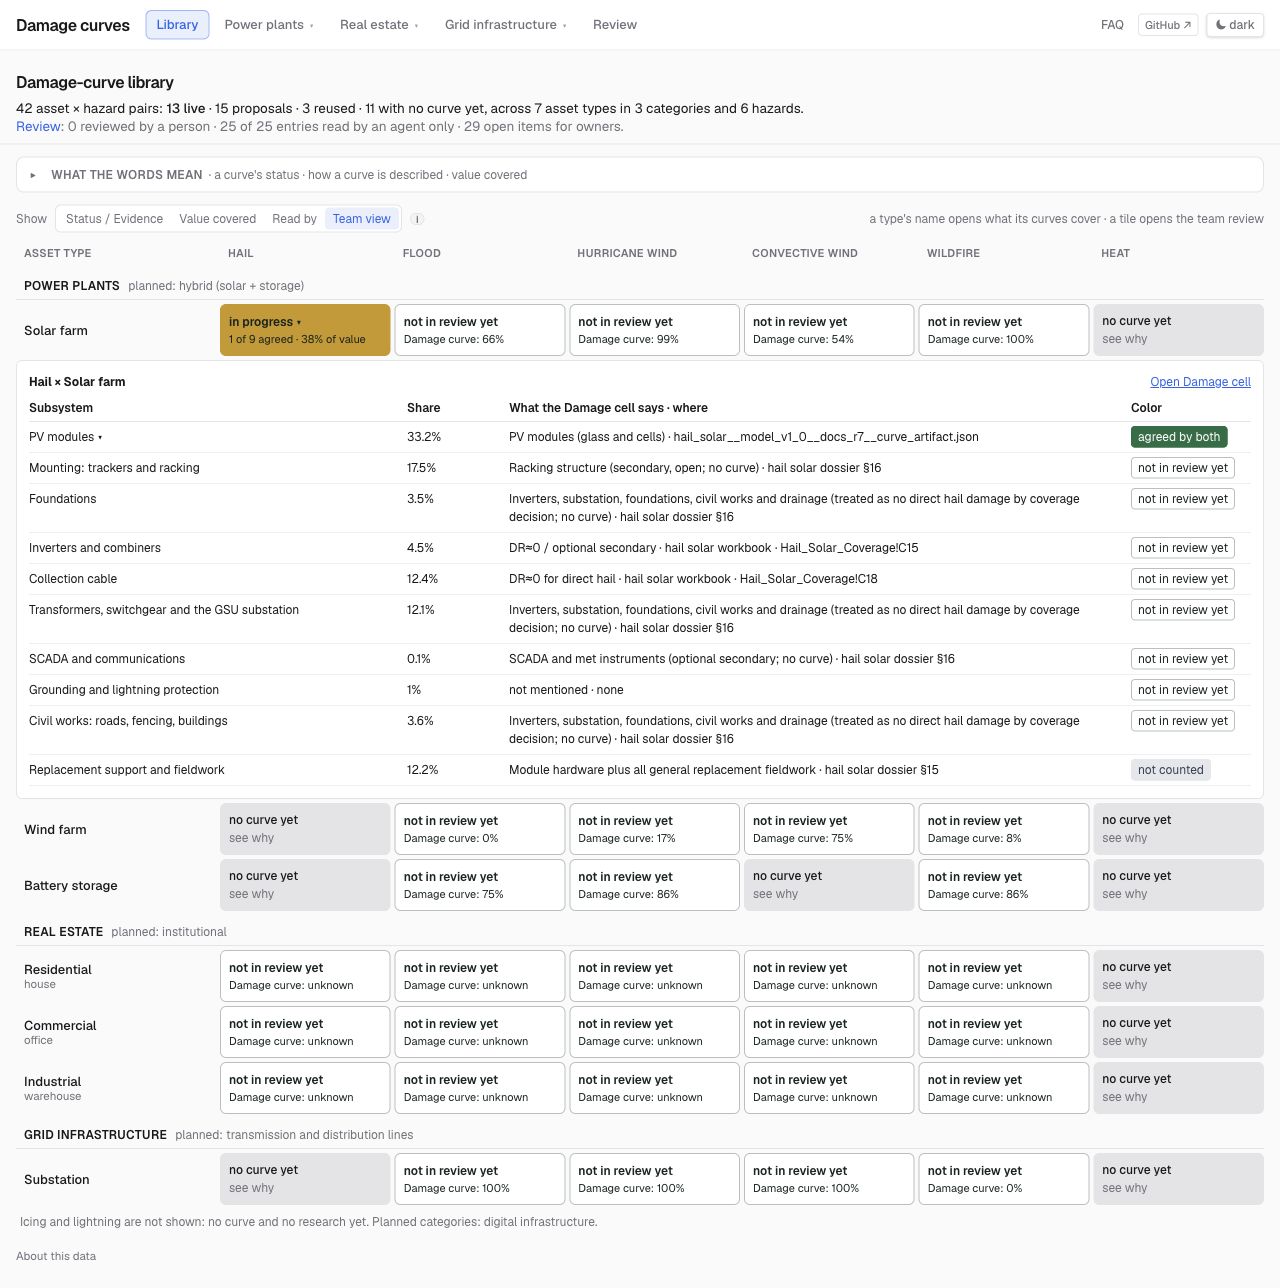 Damage curves Library Power plants Real estate Grid infrastructure Review FAQ GitHub ↗ dark
Damage-curve library
42 asset × hazard pairs: 13 live · 15 proposals · 3 reused · 11 with no curve yet, across 7 asset types in 3 categories and 6 hazards.
Review: 0 reviewed by a person · 25 of 25 entries read by an agent only · 29 open items for owners.
▸ WHAT THE WORDS MEAN · a curve's status · how a curve is described · value covered
Show Status / Evidence Value covered Read by Team view i a type's name opens what its curves cover · a tile opens the team review
ASSET TYPE HAIL FLOOD HURRICANE WIND CONVECTIVE WIND WILDFIRE HEAT
POWER PLANTS planned: hybrid (solar + storage)
Solar farm
in progress ▾ not in review yet not in review yet not in review yet not in review yet no curve yet
1 of 9 agreed · 38% of value Damage curve: 66% Damage curve: 99% Damage curve: 54% Damage curve: 100% see why
Hail × Solar farm Open Damage cell
Subsystem Share What the Damage cell says · where Color
PV modules ▾ 33.2% PV modules (glass and cells) · hail_solar__model_v1_0__docs_r7__curve_artifact.json agreed by both
Mounting: trackers and racking 17.5% Racking structure (secondary, open; no curve) · hail solar dossier §16 not in review yet
Foundations 3.5% Inverters, substation, foundations, civil works and drainage (treated as no direct hail damage by coverage not in review yet
decision; no curve) · hail solar dossier §16
Inverters and combiners 4.5% DR≈0 / optional secondary · hail solar workbook · Hail_Solar_Coverage!C15 not in review yet
Collection cable 12.4% DR≈0 for direct hail · hail solar workbook · Hail_Solar_Coverage!C18 not in review yet
Transformers, switchgear and the GSU substation 12.1% Inverters, substation, foundations, civil works and drainage (treated as no direct hail damage by coverage not in review yet
decision; no curve) · hail solar dossier §16
SCADA and communications 0.1% SCADA and met instruments (optional secondary; no curve) · hail solar dossier §16 not in review yet
Grounding and lightning protection 1% not mentioned · none not in review yet
Civil works: roads, fencing, buildings 3.6% Inverters, substation, foundations, civil works and drainage (treated as no direct hail damage by coverage not in review yet
decision; no curve) · hail solar dossier §16
Replacement support and fieldwork 12.2% Module hardware plus all general replacement fieldwork · hail solar dossier §15 not counted
Wind farm
no curve yet not in review yet not in review yet not in review yet not in review yet no curve yet
see why Damage curve: 0% Damage curve: 17% Damage curve: 75% Damage curve: 8% see why
Battery storage
no curve yet not in review yet not in review yet no curve yet not in review yet no curve yet
see why Damage curve: 75% Damage curve: 86% see why Damage curve: 86% see why
REAL ESTATE planned: institutional
Residential not in review yet not in review yet not in review yet not in review yet not in review yet no curve yet
house Damage curve: unknown Damage curve: unknown Damage curve: unknown Damage curve: unknown Damage curve: unknown see why
Commercial not in review yet not in review yet not in review yet not in review yet not in review yet no curve yet
office Damage curve: unknown Damage curve: unknown Damage curve: unknown Damage curve: unknown Damage curve: unknown see why
Industrial not in review yet not in review yet not in review yet not in review yet not in review yet no curve yet
warehouse Damage curve: unknown Damage curve: unknown Damage curve: unknown Damage curve: unknown Damage curve: unknown see why
GRID INFRASTRUCTURE planned: transmission and distribution lines
Substation
no curve yet not in review yet not in review yet not in review yet not in review yet no curve yet
see why Damage curve: 100% Damage curve: 100% Damage curve: 100% Damage curve: 0% see why
Icing and lightning are not shown: no curve and no research yet. Planned categories: digital infrastructure.
About this data